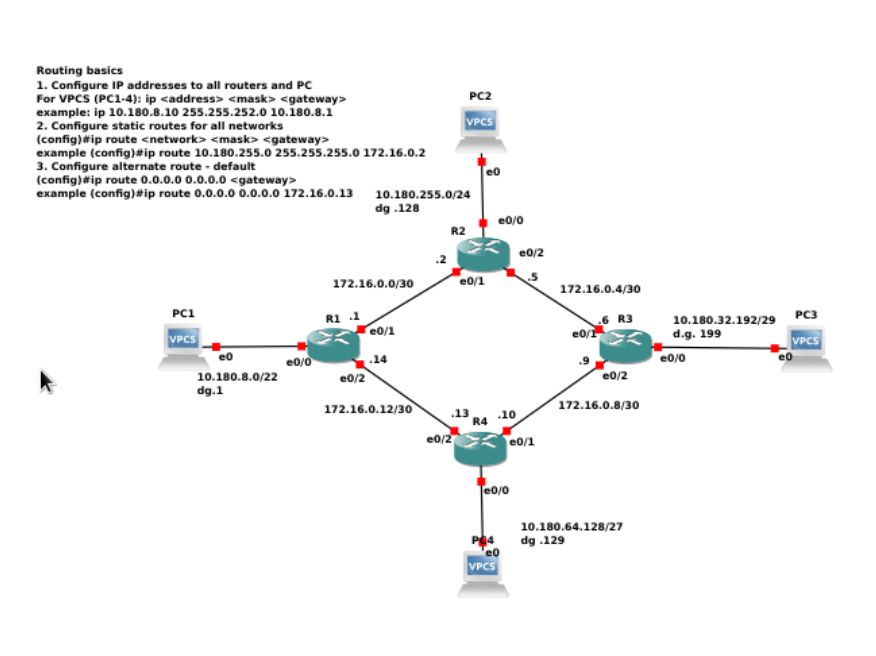 Routing basics
1. Configure IP addresses to all routers and PC
For VPCS (PC1-4): ip <address> <mask> <gateway>
example: ip 10.180.8.10 255.255.252.0 10.180.8.1
2. Configure static routes for all networks
(config)#ip route <network> <mask> <gateway>
example (config)#ip route 10.180.255.0 255.255.255.0 172.16.0.2
3. Configure alternate route - default
(config)#ip route 0.0.0.0 0.0.0.0 <gateway>
example (config)#ip route 0.0.0.0 0.0.0.0 172.16.0.13
PC2
VPCS
e0
10.180.255.0/24
dg .128
e0/0
R2
e0/2
.2
e0/1
.5
172.16.0.0/30
172.16.0.4/30
PC1
VPCS
e0
10.180.8.0/22
dg.1
e0/0
R1
.1
e0/1
.14
e0/2
.6
R3
e0/1
10.180.32.192/29
d.g. 199
PC3
VPCS
e0
e0/0
.9
e0/2
172.16.0.12/30
172.16.0.8/30
.13
.10
R4
e0/2
e0/1
e0/0
10.180.64.128/27
dg .129
PC4
e0
VPCS